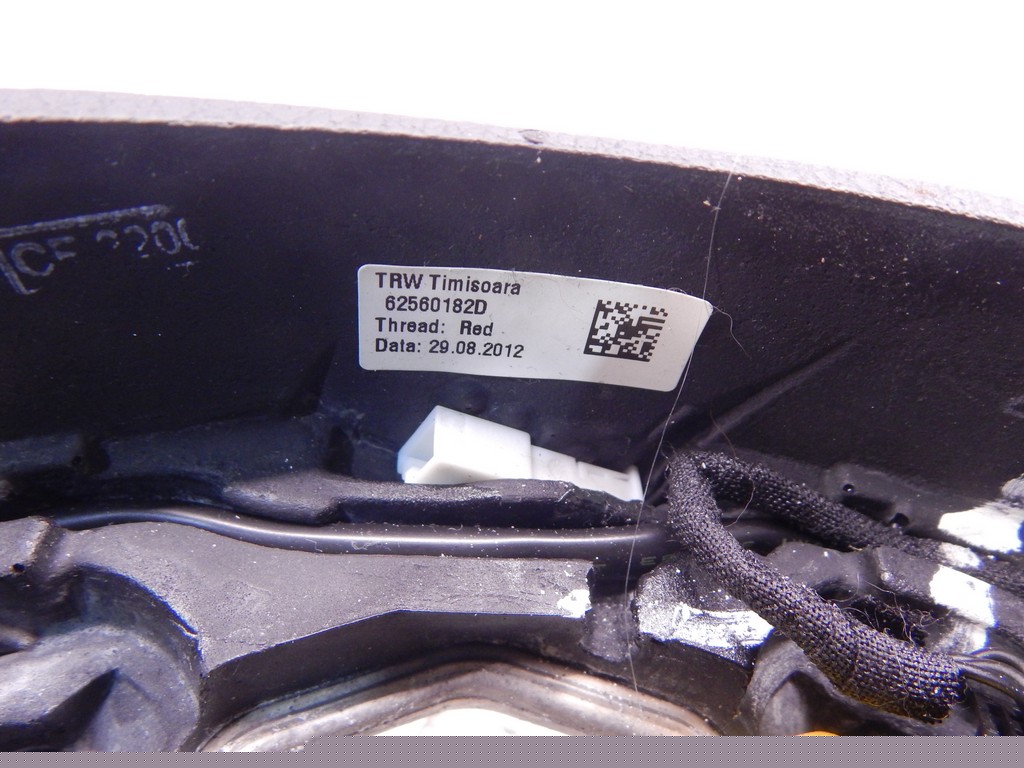 TRW Timisoara
62560182D
Thread: Red
Data: 29.08.2012